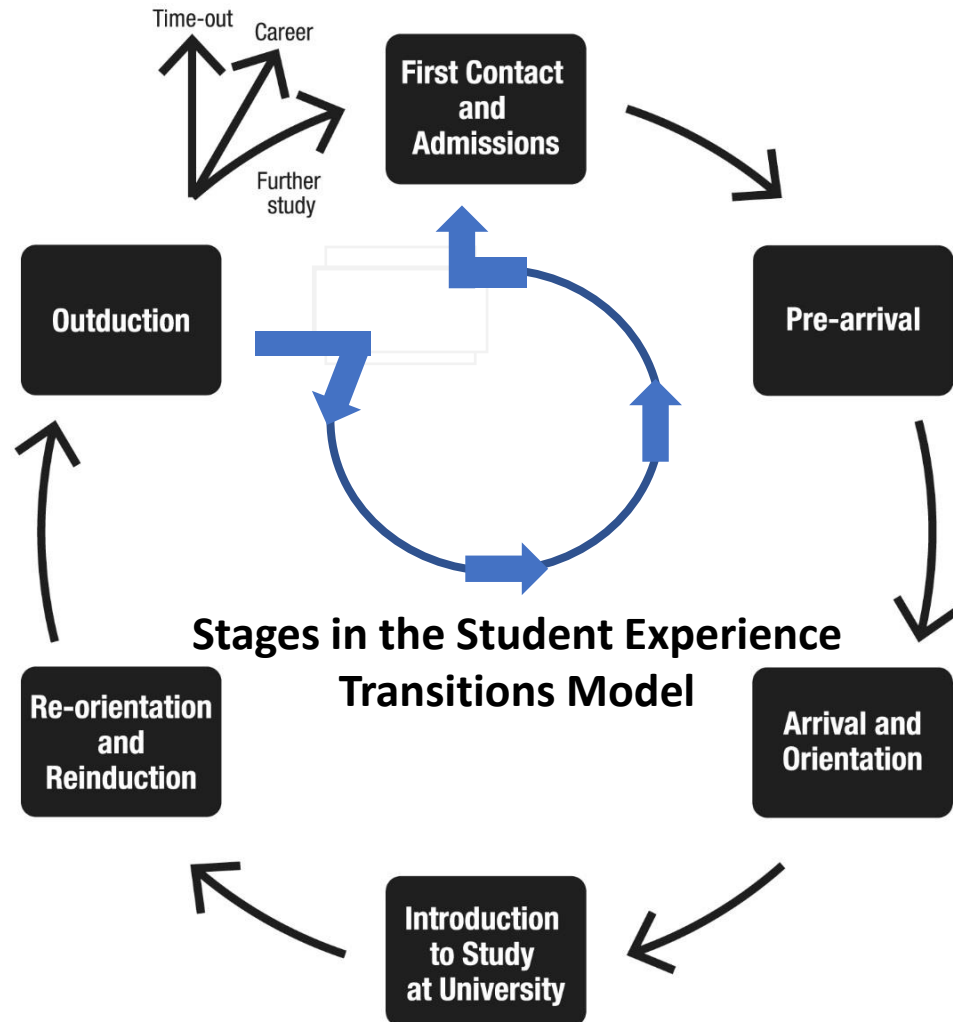 Time-out
Career
Further
study
First Contact
and
Admissions
Pre-arrival
Arrival and
Orientation
Introduction
to Study
at University
Re-orientation
and
Reinduction
Outduction
Stages in the Student Experience
Transitions Model